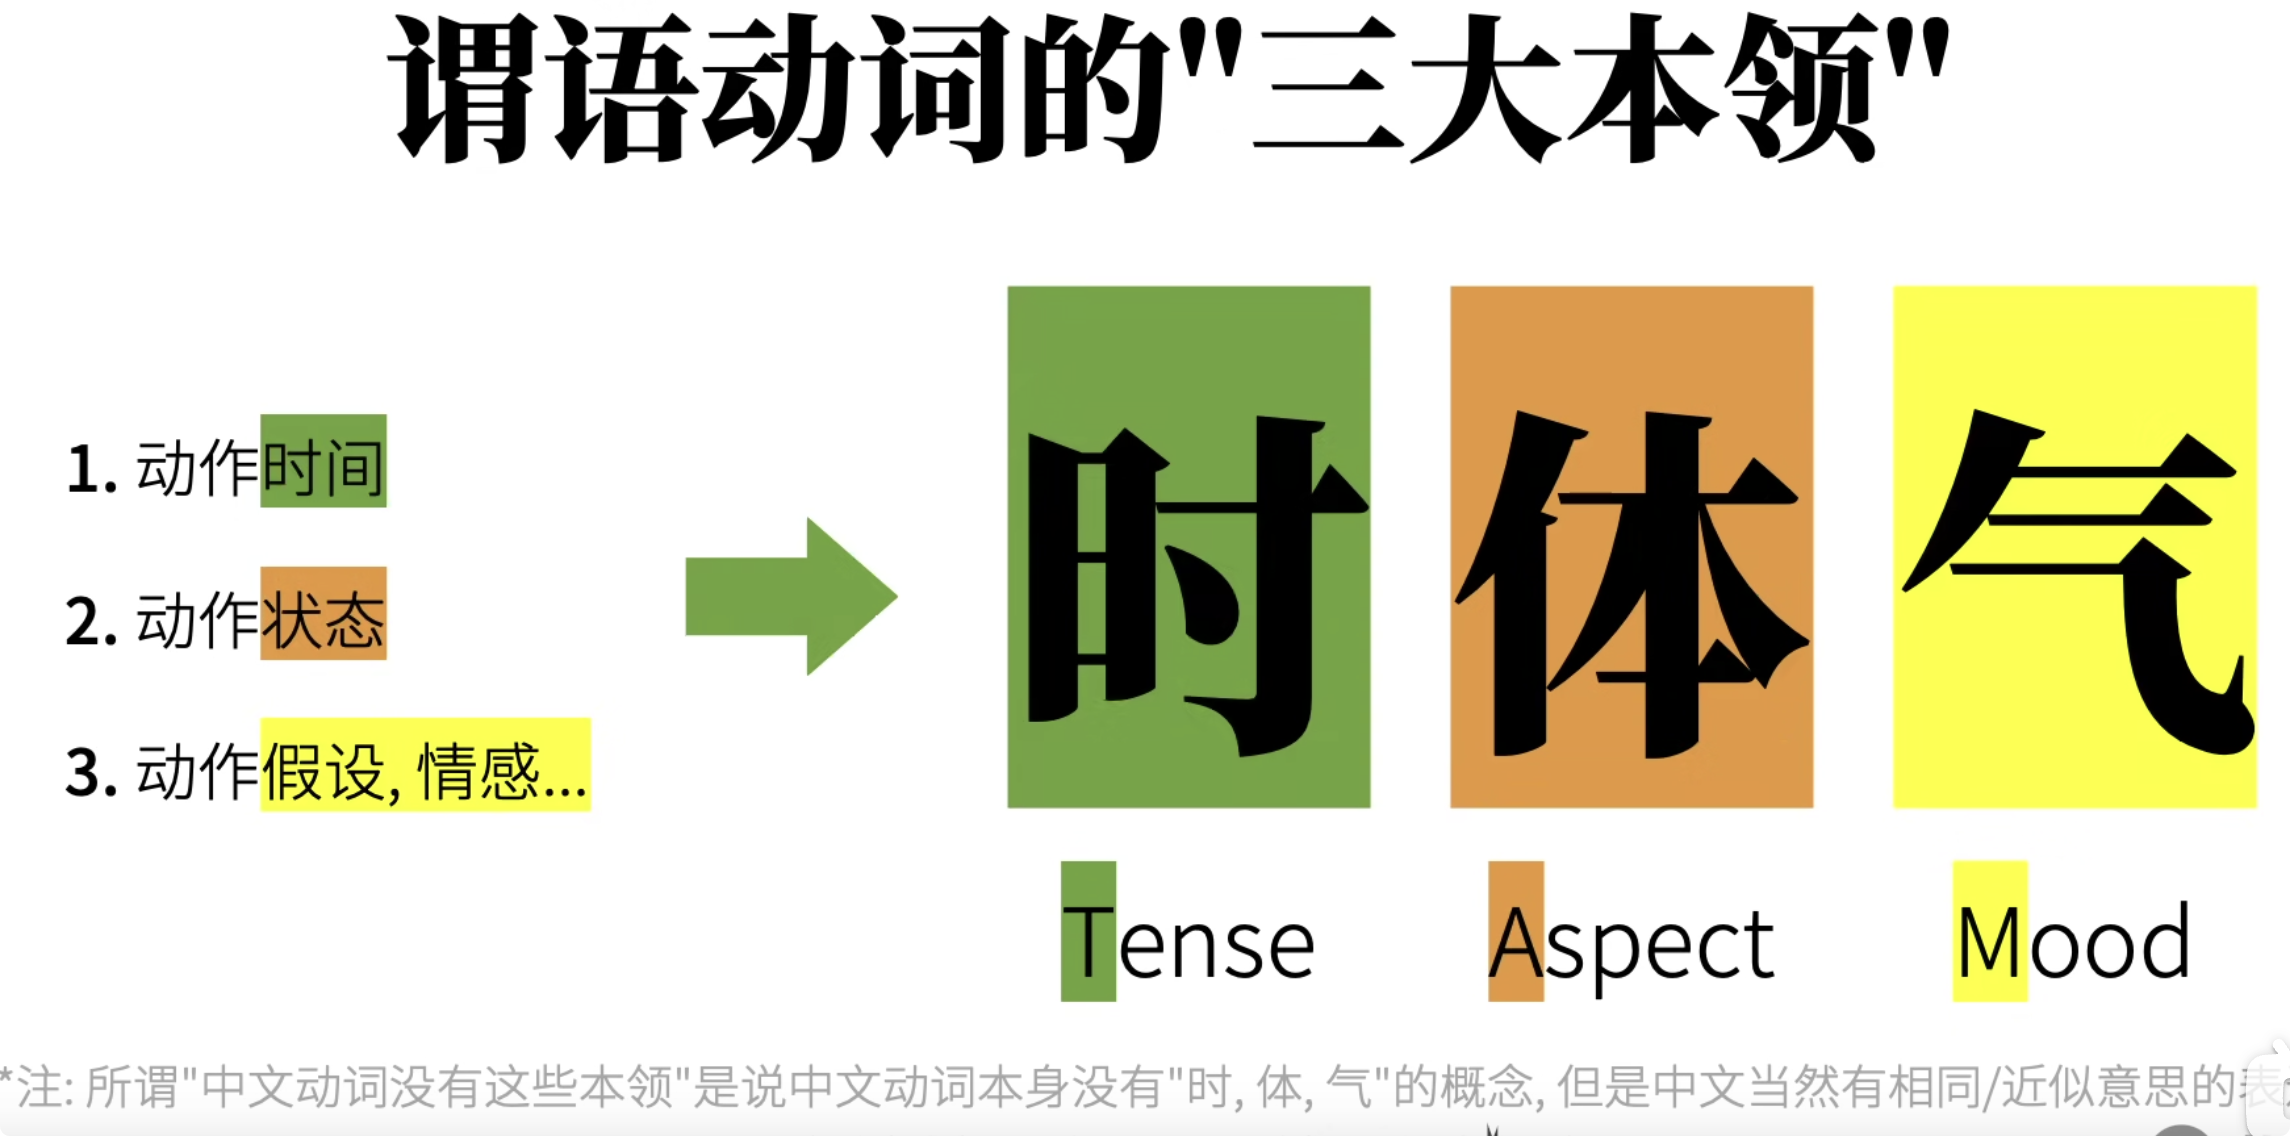 谓语动词的"三大本领"
1. 动作时间
2. 动作状态
3. 动作假设, 情感...
时 体 气
Tense Aspect Mood
*注: 所谓"中文动词没有这些本领"是说中文动词本身没有"时, 体, 气"的概念, 但是中文当然有相同/近似意思的表